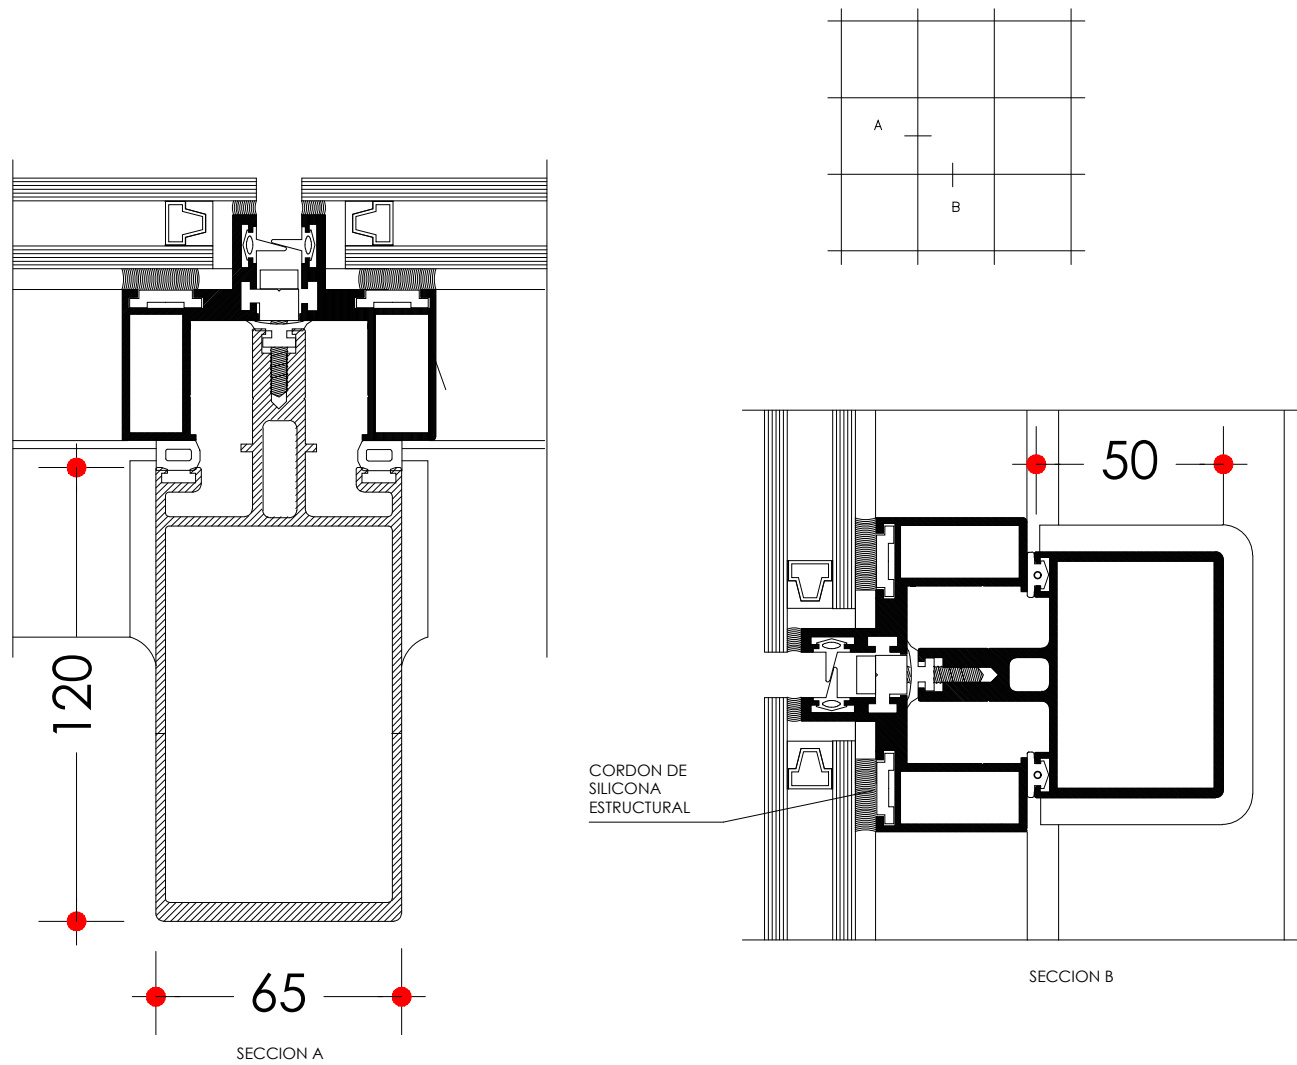 A
B
50
120
CORDON DE
SILICONA
ESTRUCTURAL
SECCION B
65
SECCION A